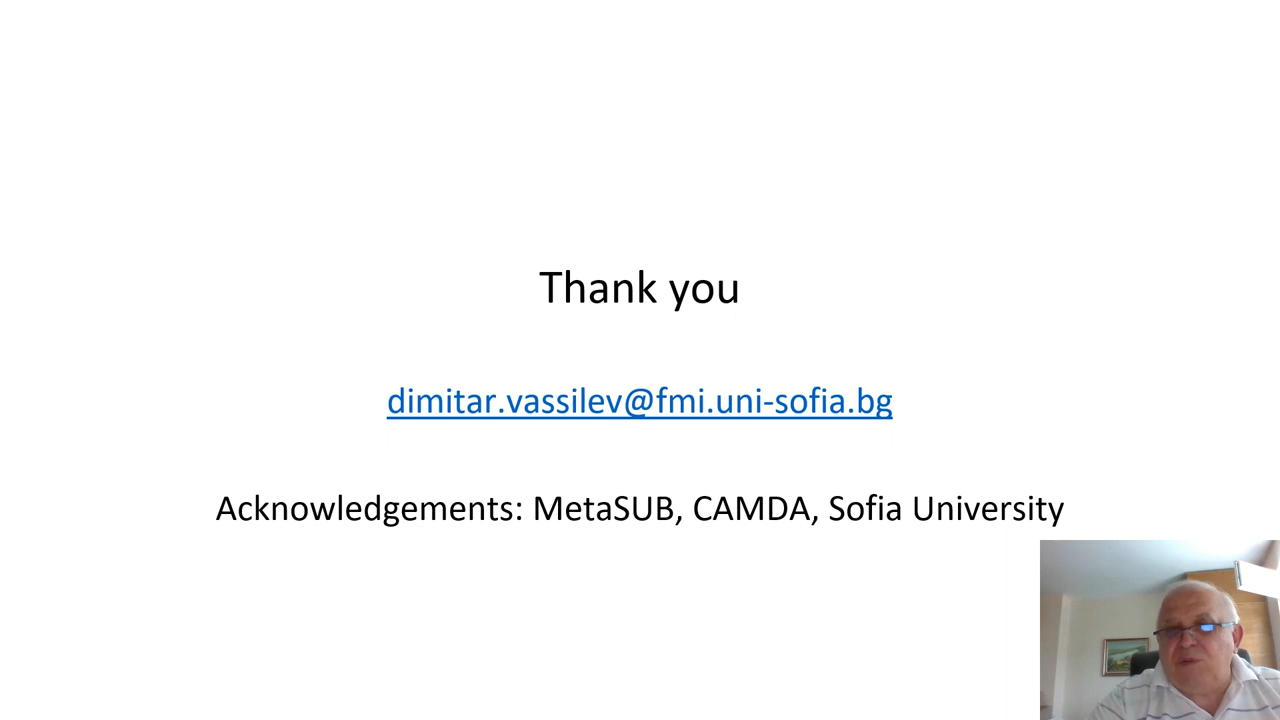 Thank you
dimitar.vassilev@fmi.uni-sofia.bg
Acknowledgements: MetaSUB, CAMDA, Sofia University